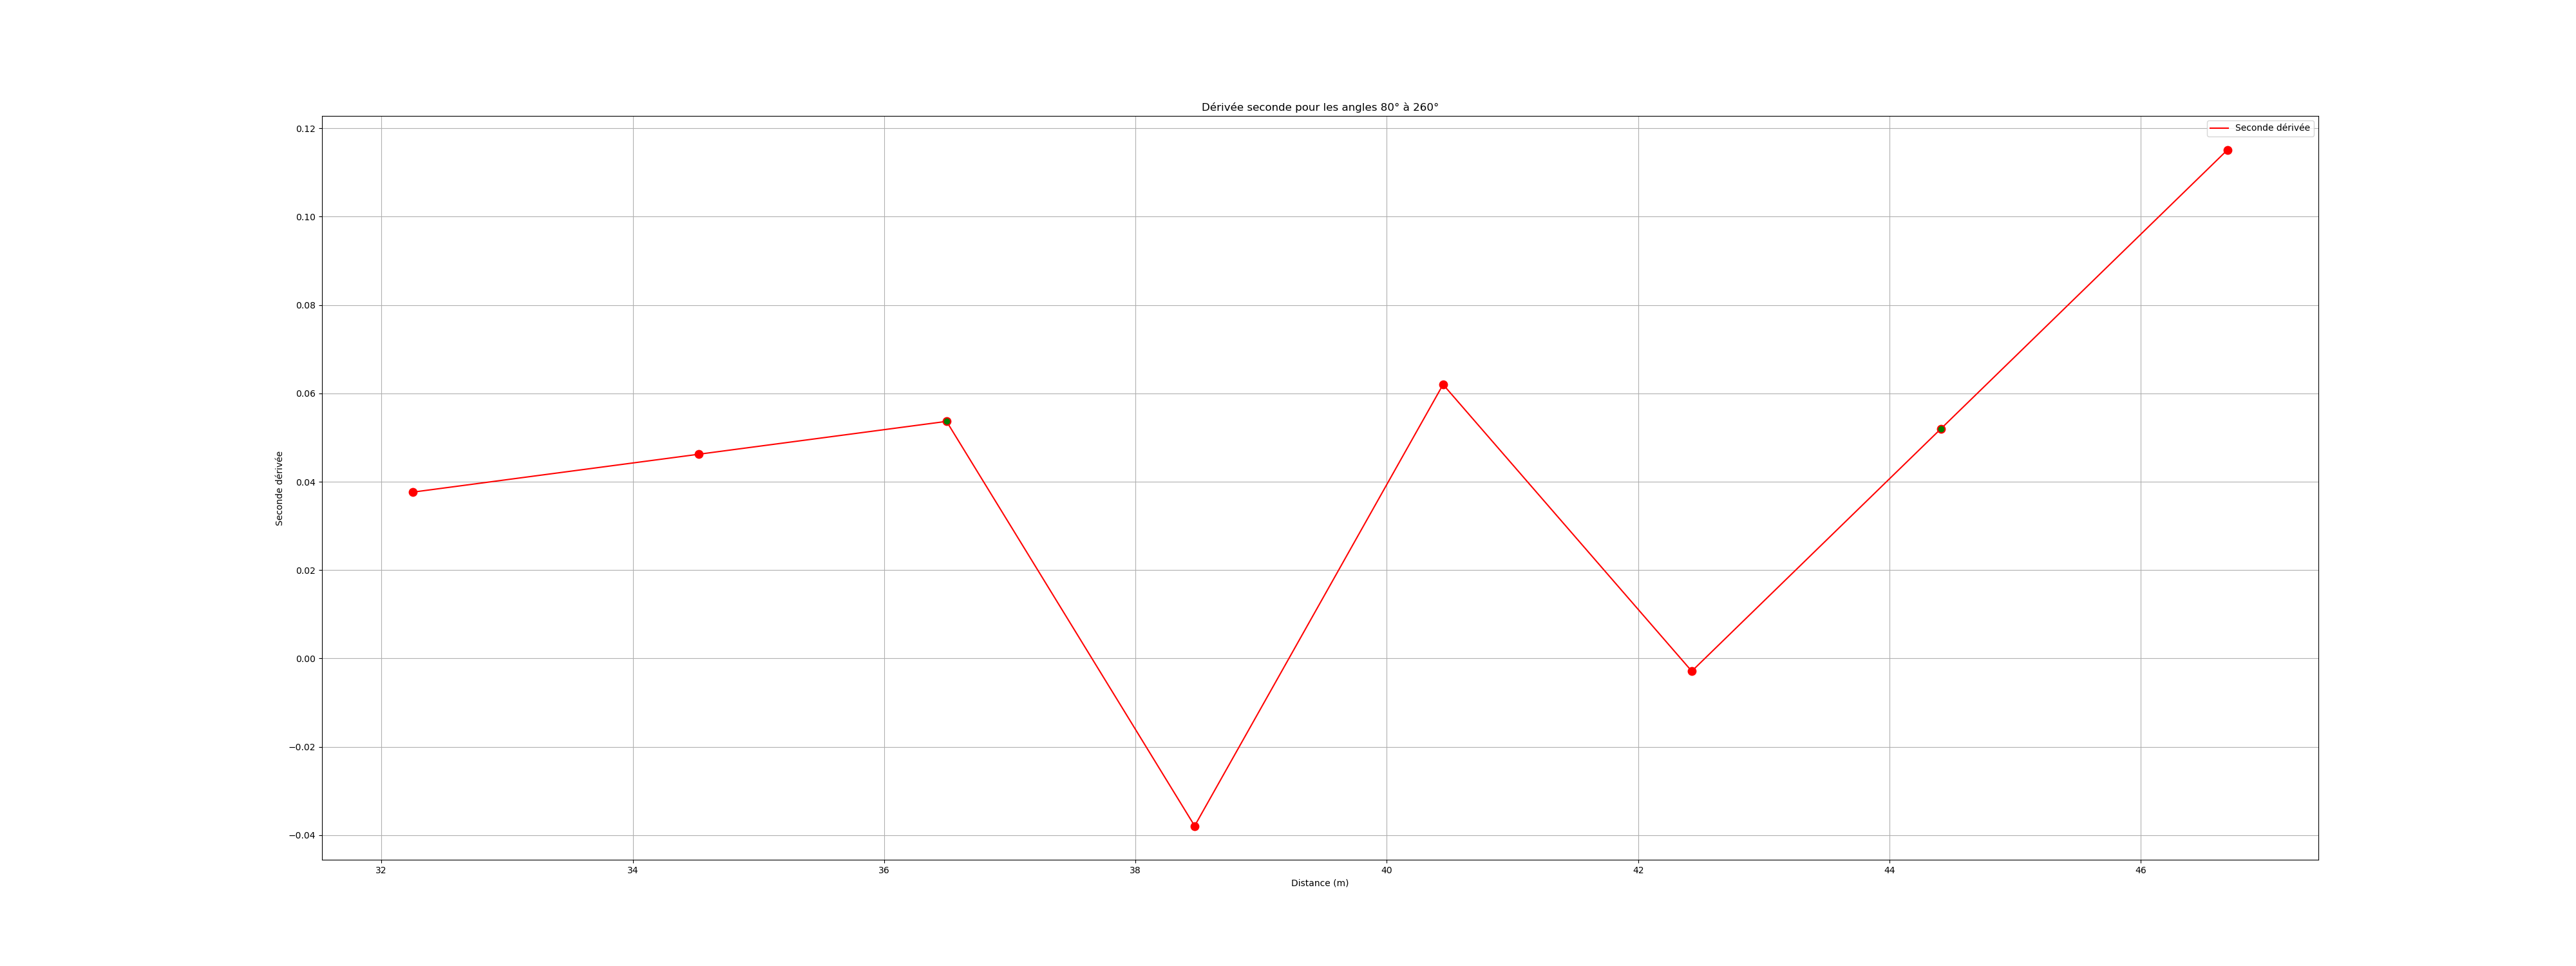 Dérivée seconde pour les angles 80° à 260°
Seconde dérivée
0.12
0.10
0.08
0.06
0.04
0.02
0.00
−0.02
−0.04
Seconde dérivée
32 34 36 38 40 42 44 46
Distance (m)